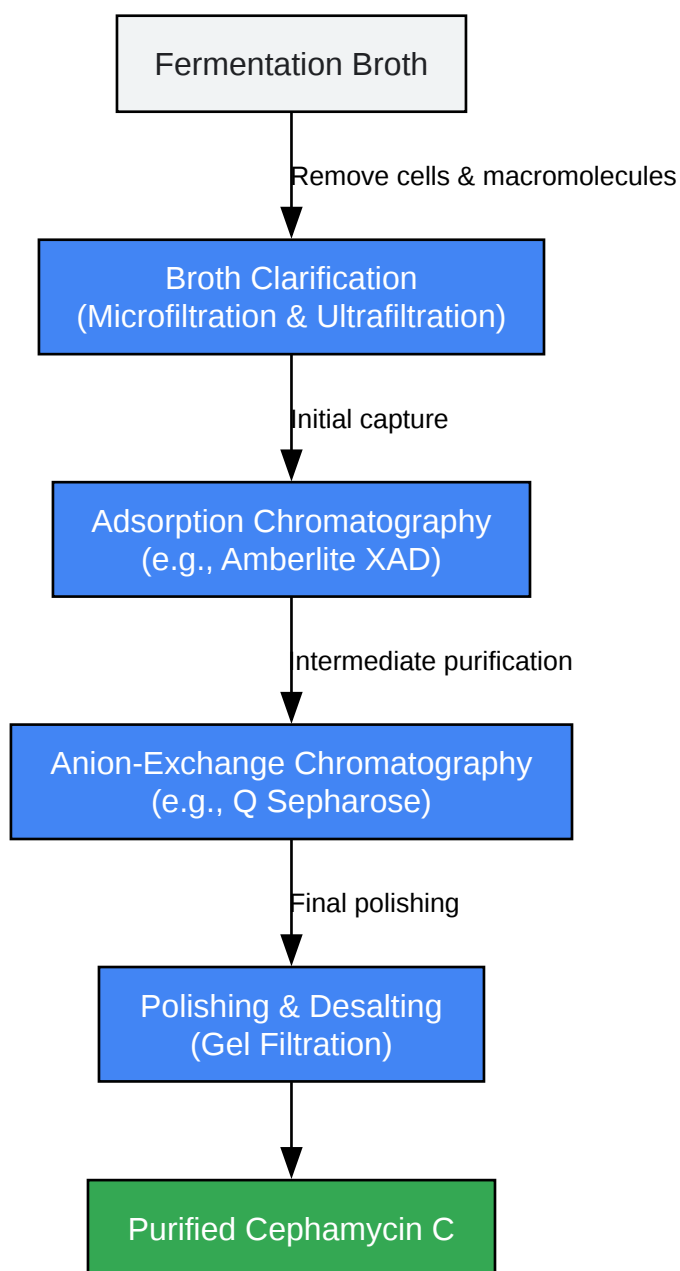 Fermentation Broth
Remove cells & macromolecules
Broth Clarification
(Microfiltration & Ultrafiltration)
Initial capture
Adsorption Chromatography
(e.g., Amberlite XAD)
Intermediate purification
Anion-Exchange Chromatography
(e.g., Q Sepharose)
Final polishing
Polishing & Desalting
(Gel Filtration)
Purified Cephamycin C